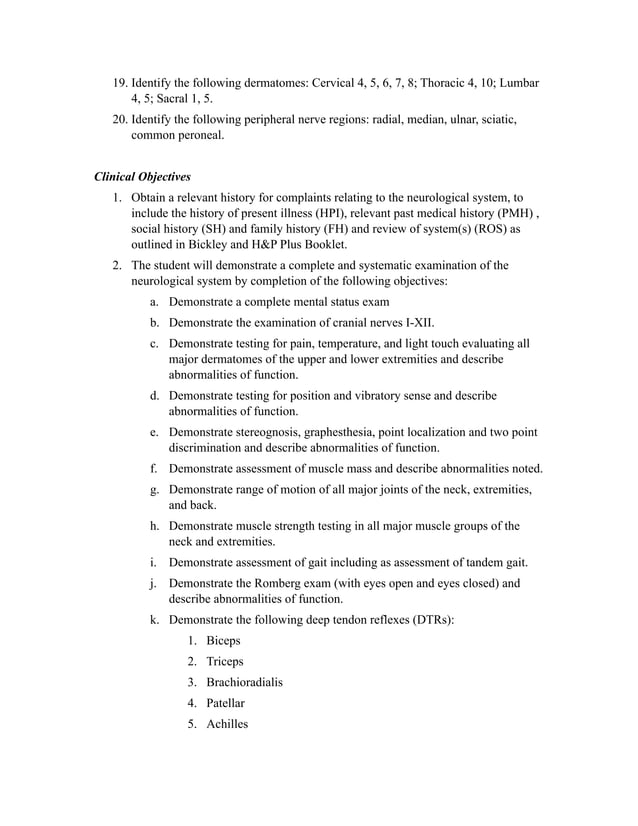 19. Identify the following dermatomes: Cervical 4, 5, 6, 7, 8; Thoracic 4, 10; Lumbar
4, 5; Sacral 1, 5.
20. Identify the following peripheral nerve regions: radial, median, ulnar, sciatic,
common peroneal.
Clinical Objectives
1. Obtain a relevant history for complaints relating to the neurological system, to
include the history of present illness (HPI), relevant past medical history (PMH) ,
social history (SH) and family history (FH) and review of system(s) (ROS) as
outlined in Bickley and H&P Plus Booklet.
2. The student will demonstrate a complete and systematic examination of the
neurological system by completion of the following objectives:
a. Demonstrate a complete mental status exam
b. Demonstrate the examination of cranial nerves I-XII.
c. Demonstrate testing for pain, temperature, and light touch evaluating all
major dermatomes of the upper and lower extremities and describe
abnormalities of function.
d. Demonstrate testing for position and vibratory sense and describe
abnormalities of function.
e. Demonstrate stereognosis, graphesthesia, point localization and two point
discrimination and describe abnormalities of function.
f. Demonstrate assessment of muscle mass and describe abnormalities noted.
g. Demonstrate range of motion of all major joints of the neck, extremities,
and back.
h. Demonstrate muscle strength testing in all major muscle groups of the
neck and extremities.
i. Demonstrate assessment of gait including as assessment of tandem gait.
j. Demonstrate the Romberg exam (with eyes open and eyes closed) and
describe abnormalities of function.
k. Demonstrate the following deep tendon reflexes (DTRs):
1. Biceps
2. Triceps
3. Brachioradialis
4. Patellar
5. Achilles